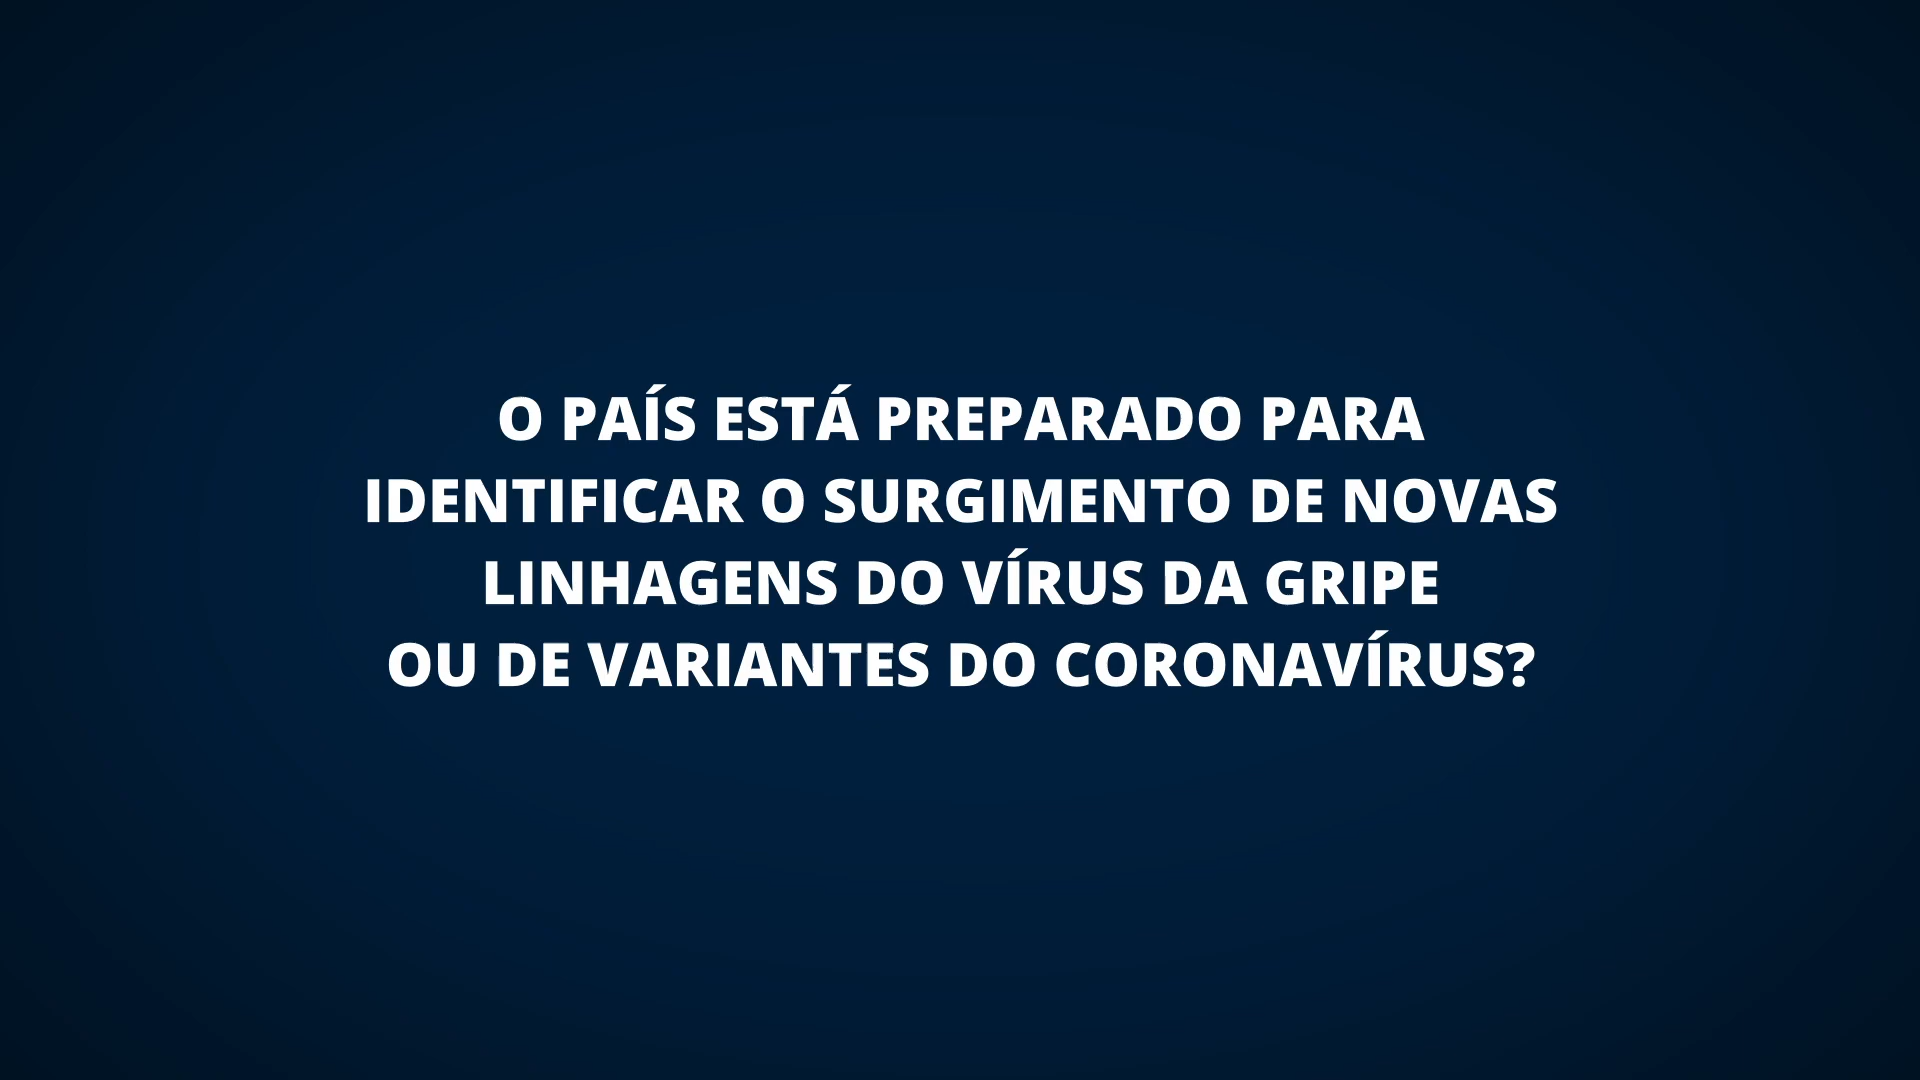 O PAÍS ESTÁ PREPARADO PARA
IDENTIFICAR O SURGIMENTO DE NOVAS
LINHAGENS DO VÍRUS DA GRIPE
OU DE VARIANTES DO CORONAVÍRUS?